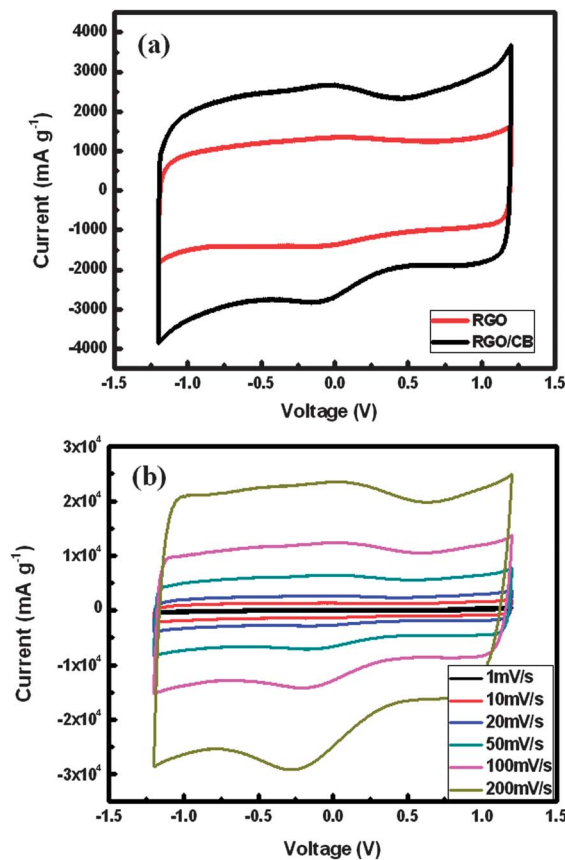 (a)
4000
3000
2000
1000
0
-1000
-2000
-3000
-4000
Current (mA g⁻¹)
RGO
RGO/CB
-1.5 -1.0 -0.5 0.0 0.5 1.0 1.5
Voltage (V)
(b)
3x10⁴
2x10⁴
1x10⁴
0
-1x10⁴
-2x10⁴
-3x10⁴
Current (mA g⁻¹)
1mV/s
10mV/s
20mV/s
50mV/s
100mV/s
200mV/s
-1.5 -1.0 -0.5 0.0 0.5 1.0 1.5
Voltage (V)